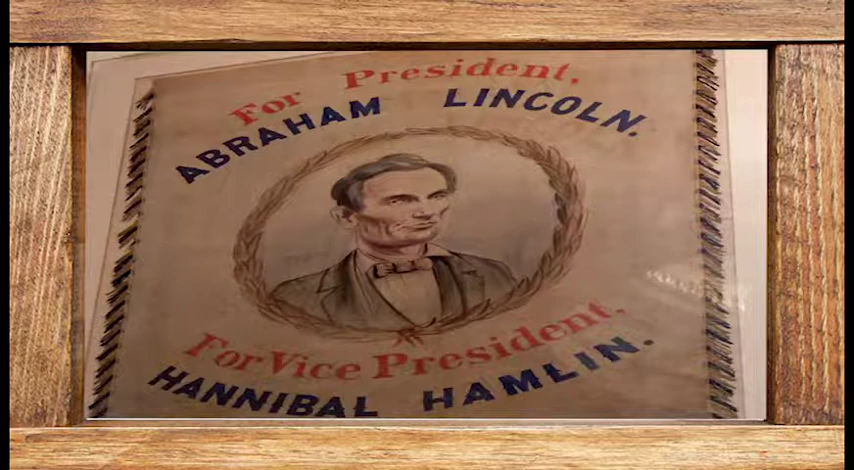 For President,
ABRAHAM LINCOLN.
For Vice President,
HANNIBAL HAMLIN.